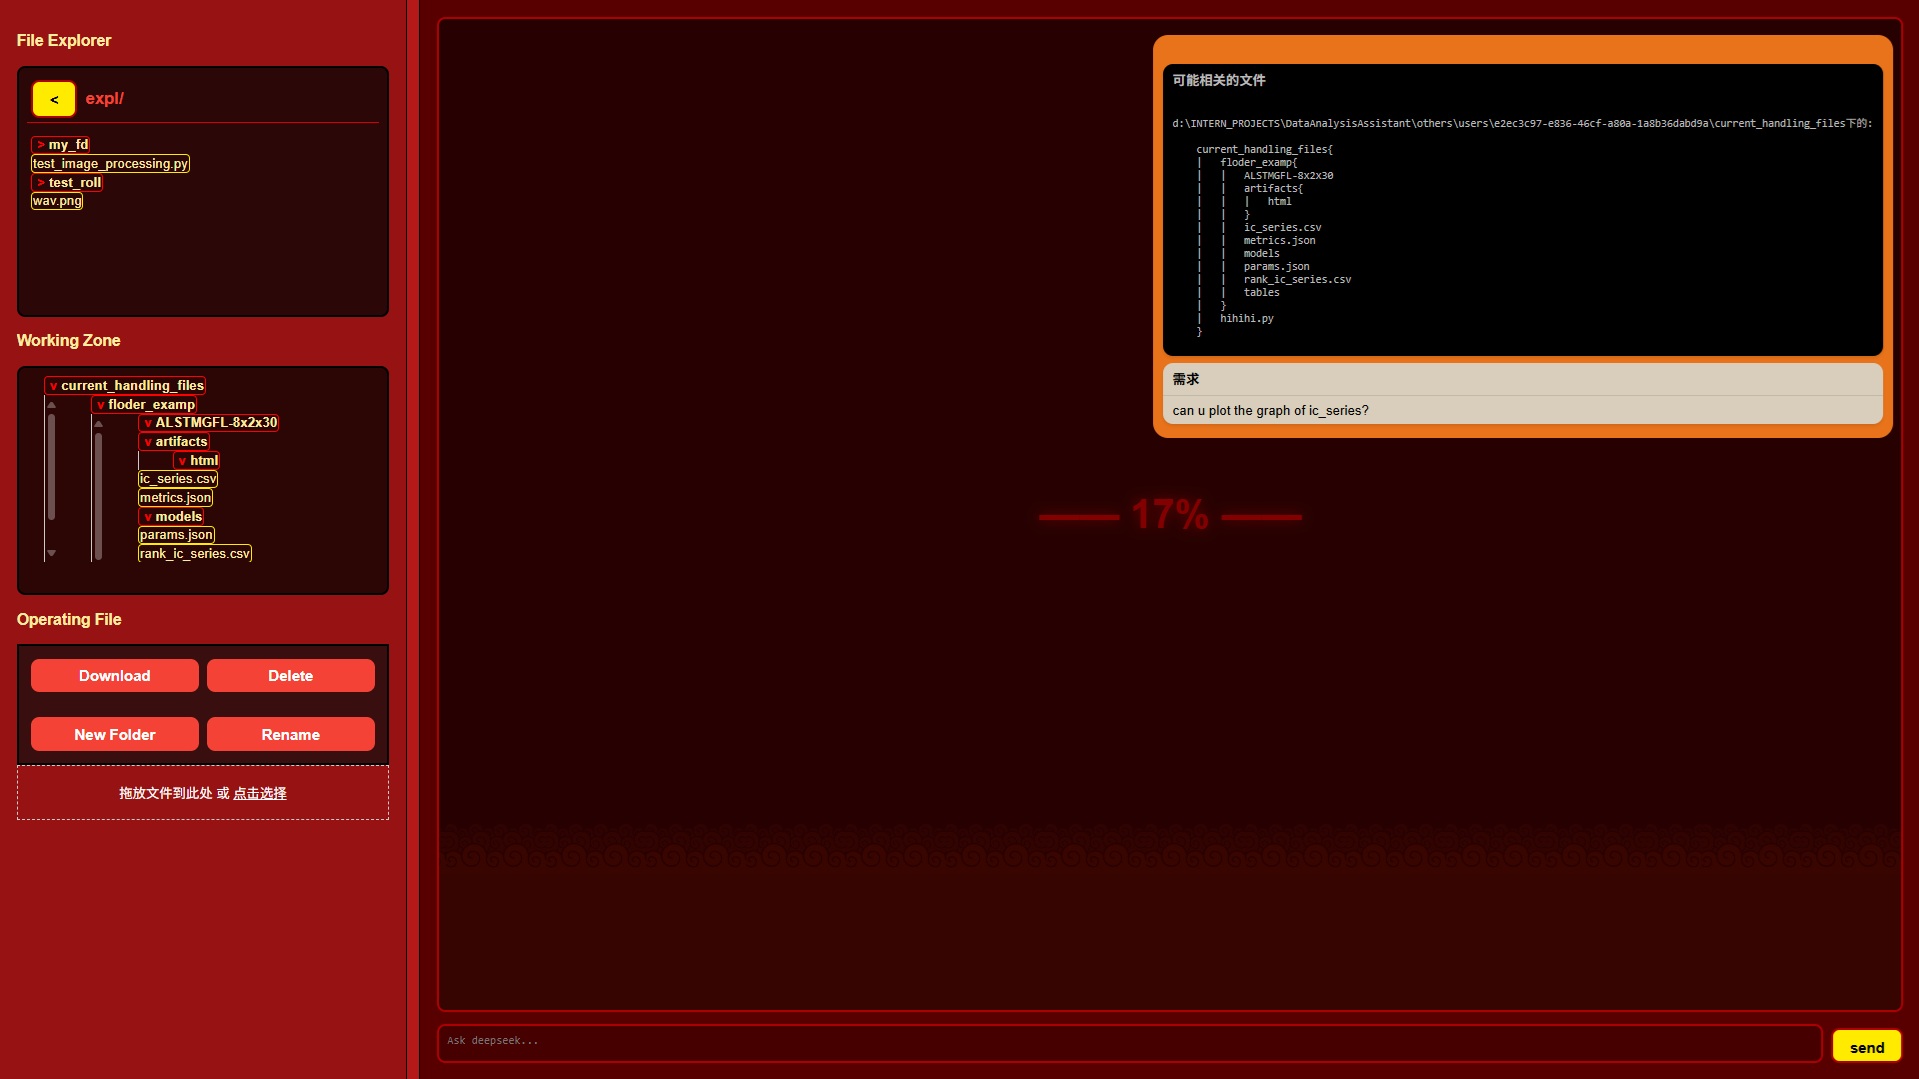 File Explorer
< expl/
> my_fd
test_image_processing.py
> test_roll
wav.png
Working Zone
v current_handling_files
v floder_examp
v ALSTMGFL-8x2x30
v artifacts
v html
ic_series.csv
metrics.json
v models
params.json
rank_ic_series.csv
Operating File
Download Delete
New Folder Rename
拖放文件到此处 或 点击选择
可能相关的文件
d:\INTERN_PROJECTS\DataAnalysisAssistant\others\users\e2ec3c97-e836-46cf-a80a-1a8b36dabd9a\current_handling_files下的:
current_handling_files{
|   floder_examp{
|   |   ALSTMGFL-8x2x30
|   |   artifacts{
|   |   |   html
|   |   }
|   |   ic_series.csv
|   |   metrics.json
|   |   models
|   |   params.json
|   |   rank_ic_series.csv
|   |   tables
|   }
|   hihihi.py
}
需求
can u plot the graph of ic_series?
17%
Ask deepseek...
send